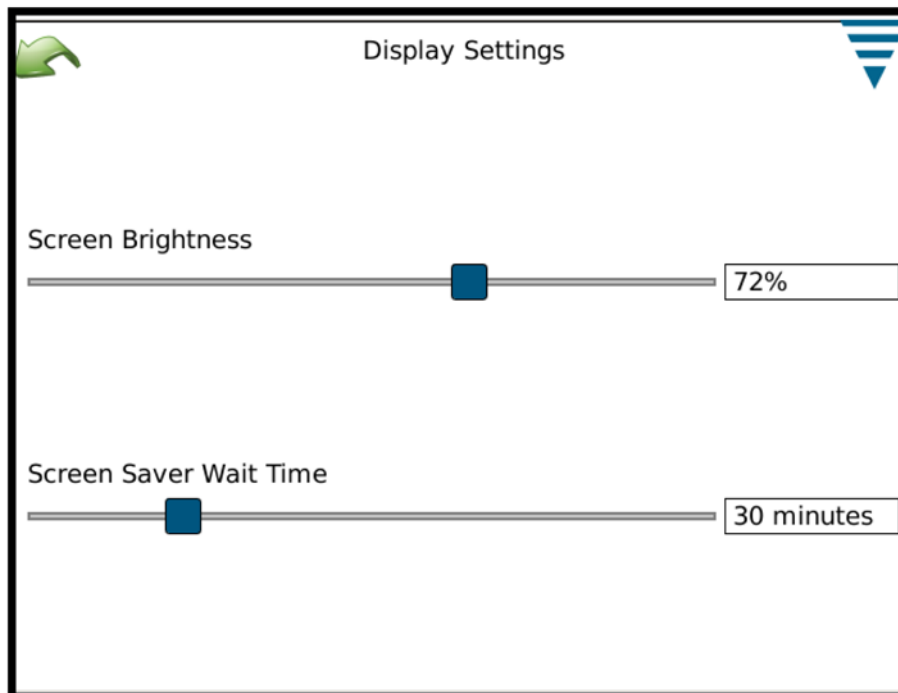 Display Settings
Screen Brightness
72%
Screen Saver Wait Time
30 minutes